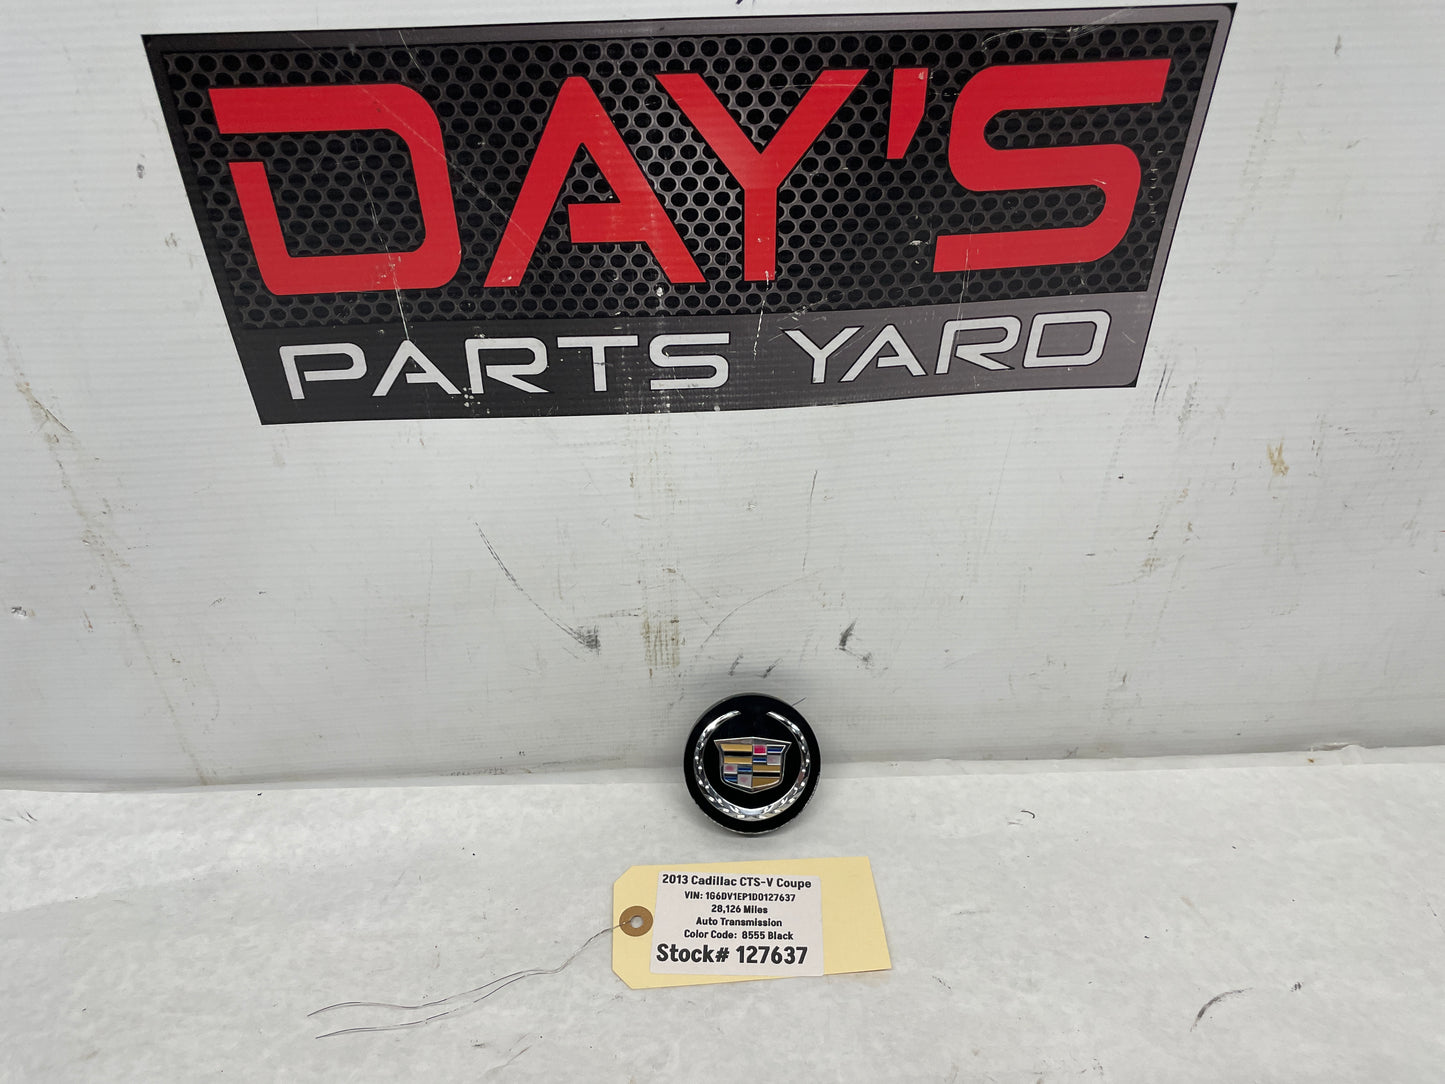 DAY'S
PARTS YARD
2013 Cadillac CTS-V Coupe
VIN: 1G6DV1EP1D0127637
28,126 Miles
Auto Transmission
Color Code: 8555 Black
Stock# 127637